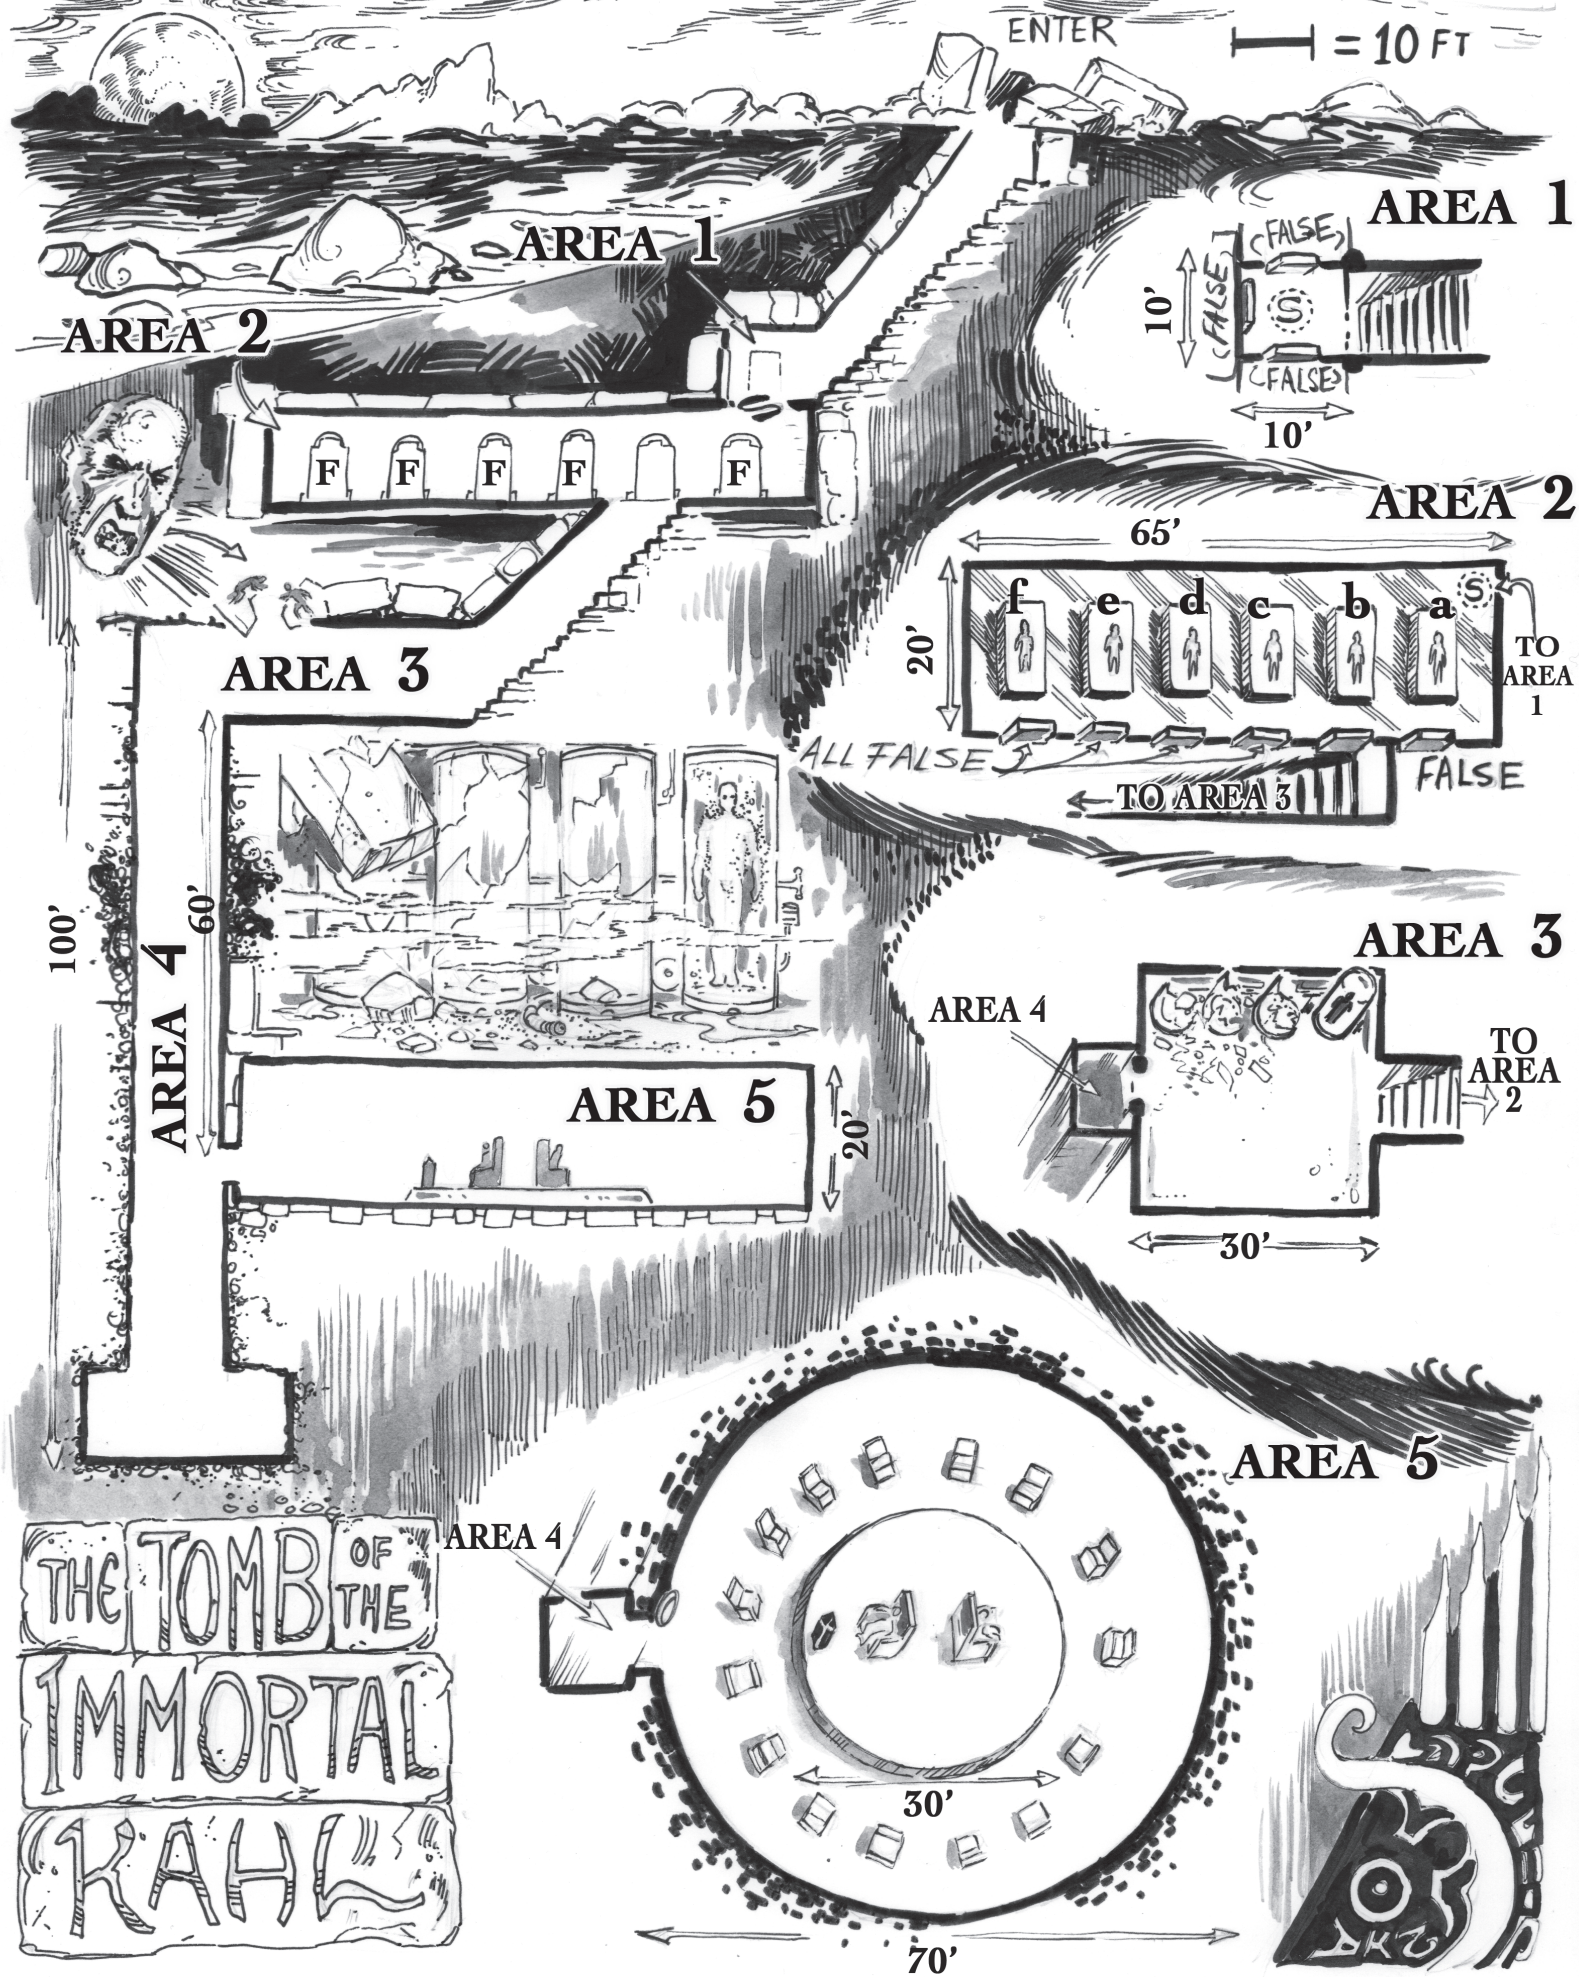 ENTER
= 10 FT
AREA 1
AREA 1
(FALSE)
(FALSE)
10'
S
(FALSE)
10'
AREA 2
F
F
F
F
F
AREA 2
65'
20'
f
e
d
c
b
a
S
TO
AREA
1
ALL FALSE
FALSE
TO AREA 3
AREA 3
100'
60'
AREA 4
AREA 3
AREA 4
TO
AREA
2
30'
AREA 5
20'
AREA 5
AREA 4
30'
70'
THE TOMB OF THE
IMMORTAL
KAHL